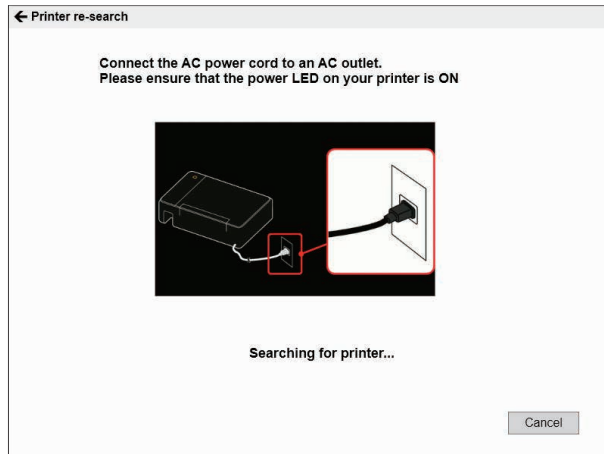 Printer re-search
Connect the AC power cord to an AC outlet.
Please ensure that the power LED on your printer is ON
Searching for printer...
Cancel